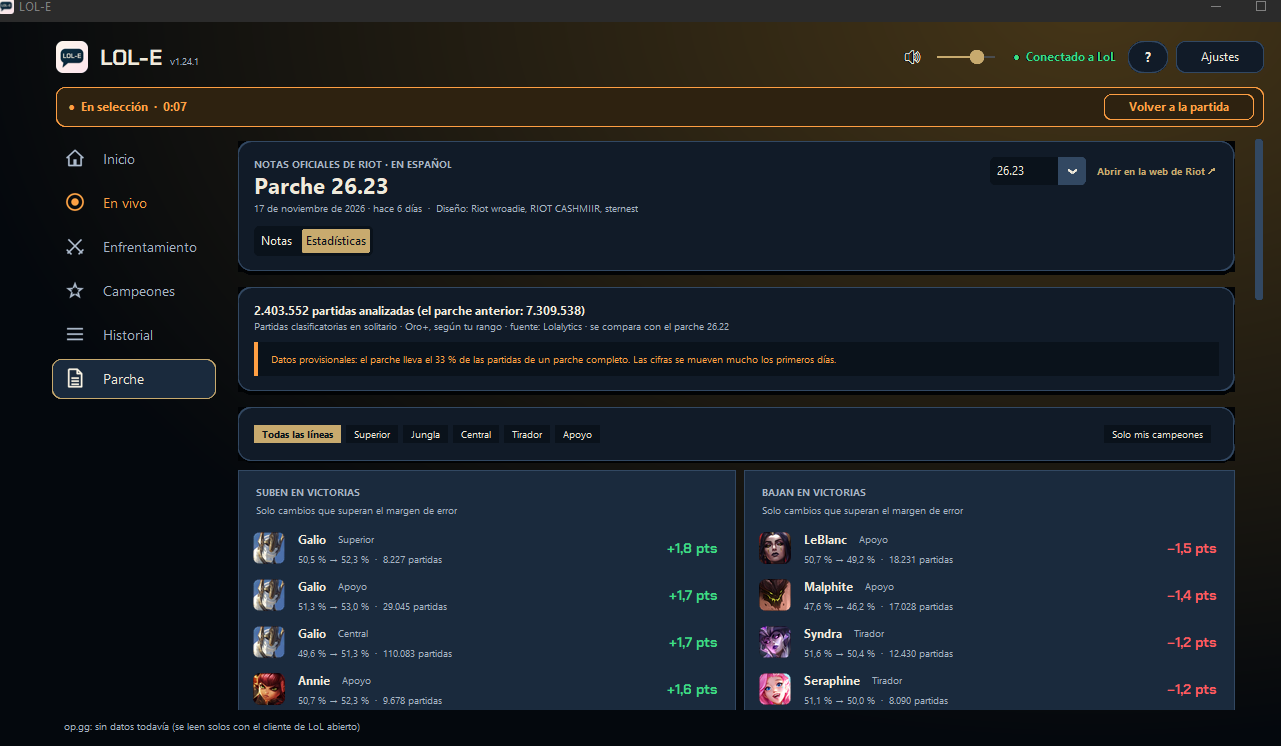 LOL-E
LOL-E
LOL-E v1.24.1
• Conectado a LoL
?
Ajustes
• En selección · 0:07
Volver a la partida
Inicio
En vivo
Enfrentamiento
Campeones
Historial
Parche
NOTAS OFICIALES DE RIOT · EN ESPAÑOL
Parche 26.23
17 de noviembre de 2026 · hace 6 días · Diseño: Riot wroadie, RIOT CASHMIIR, sternest
26.23
Abrir en la web de Riot ↗
Notas Estadísticas
2.403.552 partidas analizadas (el parche anterior: 7.309.538)
Partidas clasificatorias en solitario · Oro+, según tu rango · fuente: Lolalytics · se compara con el parche 26.22
Datos provisionales: el parche lleva el 33 % de las partidas de un parche completo. Las cifras se mueven mucho los primeros días.
Todas las líneas Superior Jungla Central Tirador Apoyo Solo mis campeones
SUBEN EN VICTORIAS
Solo cambios que superan el margen de error
Galio Superior
50,5 % → 52,3 % · 8.227 partidas
+1,8 pts
Galio Apoyo
51,3 % → 53,0 % · 29.045 partidas
+1,7 pts
Galio Central
49,6 % → 51,3 % · 110.083 partidas
+1,7 pts
Annie Apoyo
50,7 % → 52,3 % · 9.678 partidas
+1,6 pts
BAJAN EN VICTORIAS
Solo cambios que superan el margen de error
LeBlanc Apoyo
50,7 % → 49,2 % · 18.231 partidas
−1,5 pts
Malphite Apoyo
47,6 % → 46,2 % · 17.028 partidas
−1,4 pts
Syndra Tirador
51,6 % → 50,4 % · 12.430 partidas
−1,2 pts
Seraphine Tirador
51,1 % → 50,0 % · 8.090 partidas
−1,2 pts
op.gg: sin datos todavía (se leen solos con el cliente de LoL abierto)